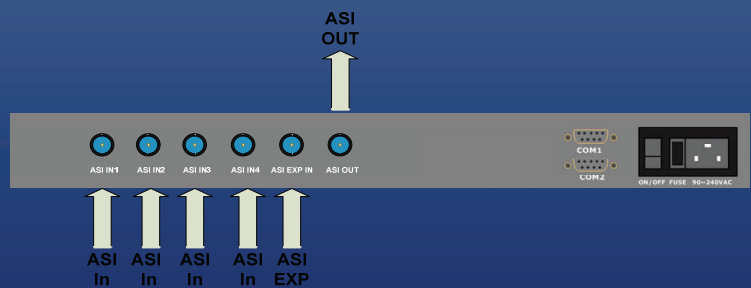 ASI
OUT
COM1
ASI IN1 ASI IN2 ASI IN3 ASI IN4 ASI EXP IN ASI OUT
COM2
ON/OFF FUSE 90~240VAC
ASI ASI ASI ASI ASI
In In In In EXP